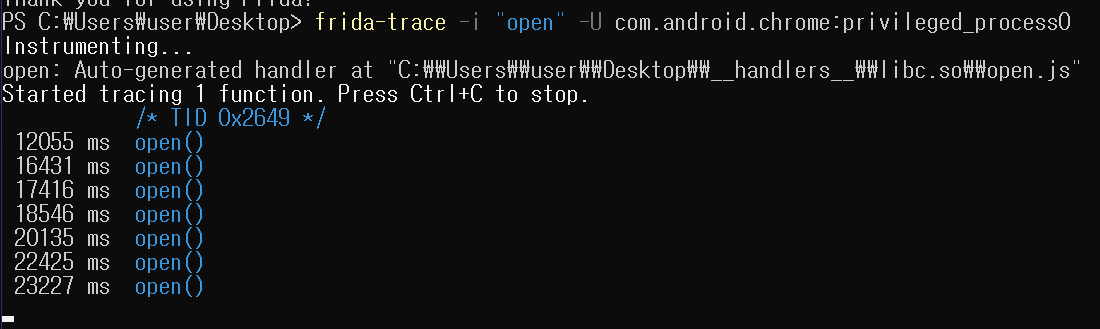 Thank you for using Frida!
PS C:₩Users₩user₩Desktop> frida-trace -i "open" -U com.android.chrome:privileged_process0
Instrumenting...
open: Auto-generated handler at "C:₩₩Users₩₩user₩₩Desktop₩₩__handlers__₩₩libc.so₩₩open.js"
Started tracing 1 function. Press Ctrl+C to stop.
/* TID 0x2649 */
12055 ms open()
16431 ms open()
17416 ms open()
18546 ms open()
20135 ms open()
22425 ms open()
23227 ms open()